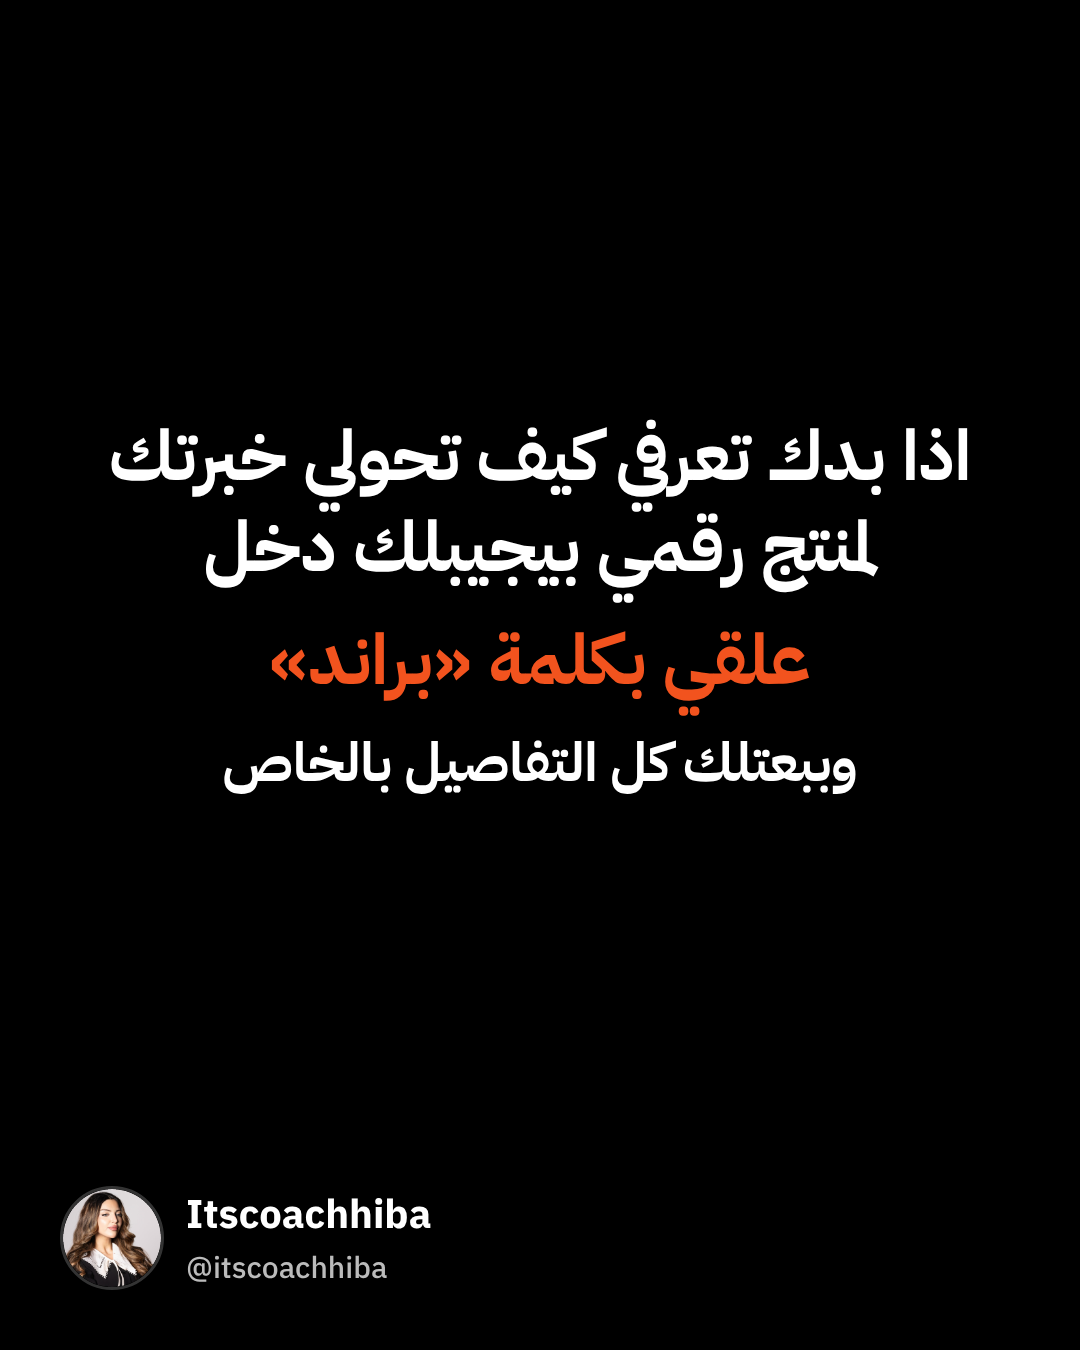 اذا بدك تعرفي كيف تحولي خبرتك
لمنتج رقمي بيجيبلك دخل
علقي بكلمة «براند»
وببعتلك كل التفاصيل بالخاص
Itscoachhiba
@itscoachhiba